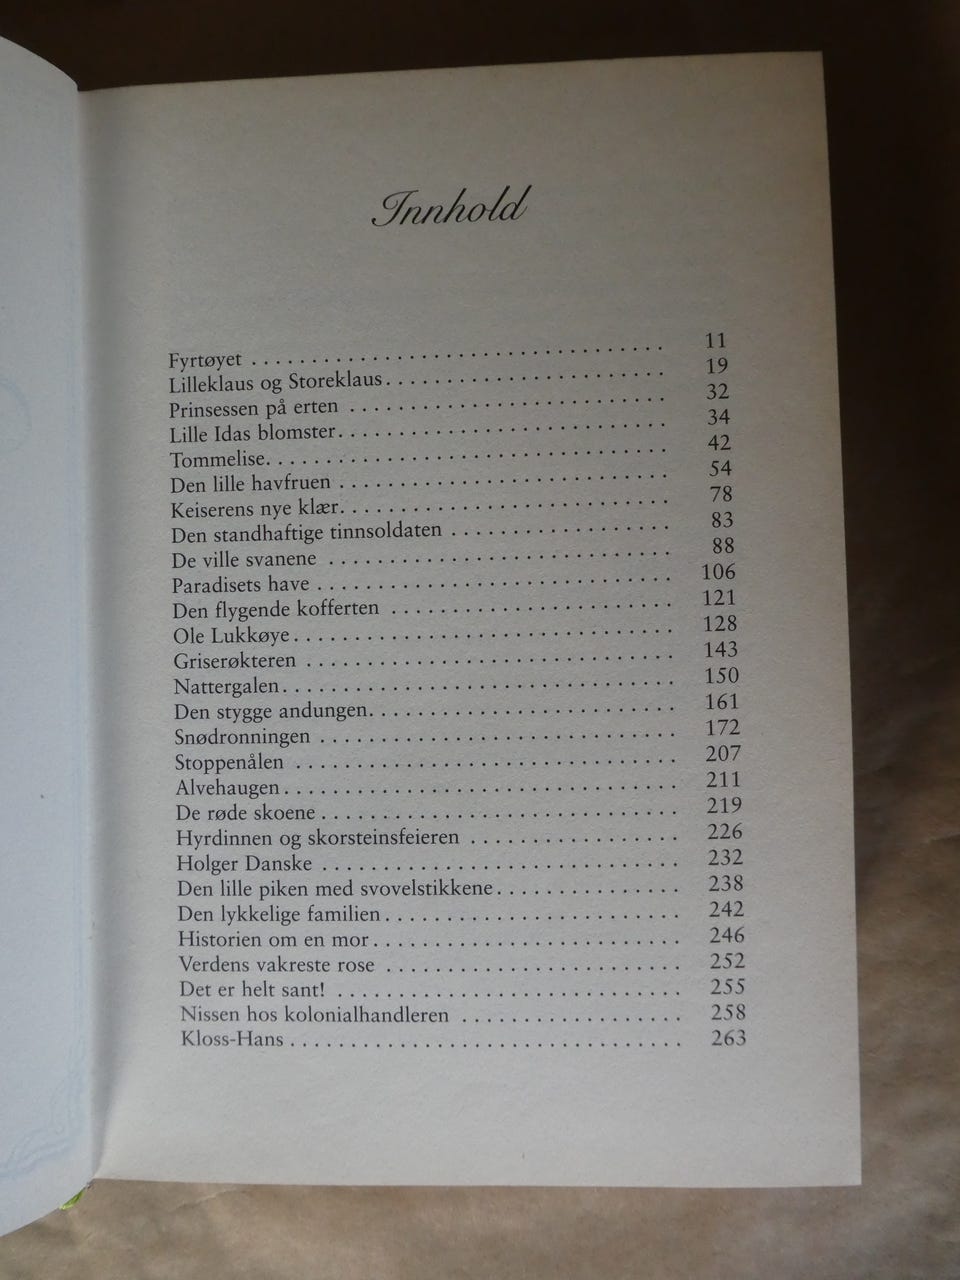 Innhold
Fyrtøyet . . . . . . . . . . . . . . . . . . . . . . . . . . . . . . . . . . 11
Lilleklaus og Storeklaus. . . . . . . . . . . . . . . . . . . . . . . 19
Prinsessen på erten . . . . . . . . . . . . . . . . . . . . . . . . . . 32
Lille Idas blomster. . . . . . . . . . . . . . . . . . . . . . . . . . . 34
Tommelise. . . . . . . . . . . . . . . . . . . . . . . . . . . . . . . . . 42
Den lille havfruen . . . . . . . . . . . . . . . . . . . . . . . . . . . 54
Keiserens nye klær. . . . . . . . . . . . . . . . . . . . . . . . . . . 78
Den standhaftige tinnsoldaten . . . . . . . . . . . . . . . . . . 83
De ville svanene . . . . . . . . . . . . . . . . . . . . . . . . . . . . 88
Paradisets have . . . . . . . . . . . . . . . . . . . . . . . . . . . . . 106
Den flygende kofferten . . . . . . . . . . . . . . . . . . . . . . . 121
Ole Lukkøye. . . . . . . . . . . . . . . . . . . . . . . . . . . . . . . 128
Griserøkteren . . . . . . . . . . . . . . . . . . . . . . . . . . . . . . 143
Nattergalen. . . . . . . . . . . . . . . . . . . . . . . . . . . . . . . . 150
Den stygge andungen. . . . . . . . . . . . . . . . . . . . . . . . . 161
Snødronningen . . . . . . . . . . . . . . . . . . . . . . . . . . . . . 172
Stoppenålen . . . . . . . . . . . . . . . . . . . . . . . . . . . . . . . 207
Alvehaugen. . . . . . . . . . . . . . . . . . . . . . . . . . . . . . . . 211
De røde skoene. . . . . . . . . . . . . . . . . . . . . . . . . . . . . 219
Hyrdinnen og skorsteinsfeieren . . . . . . . . . . . . . . . . . 226
Holger Danske . . . . . . . . . . . . . . . . . . . . . . . . . . . . . 232
Den lille piken med svovelstikkene. . . . . . . . . . . . . . . 238
Den lykkelige familien. . . . . . . . . . . . . . . . . . . . . . . . 242
Historien om en mor. . . . . . . . . . . . . . . . . . . . . . . . . 246
Verdens vakreste rose . . . . . . . . . . . . . . . . . . . . . . . . 252
Det er helt sant! . . . . . . . . . . . . . . . . . . . . . . . . . . . . 255
Nissen hos kolonialhandleren . . . . . . . . . . . . . . . . . . 258
Kloss-Hans . . . . . . . . . . . . . . . . . . . . . . . . . . . . . . . . 263